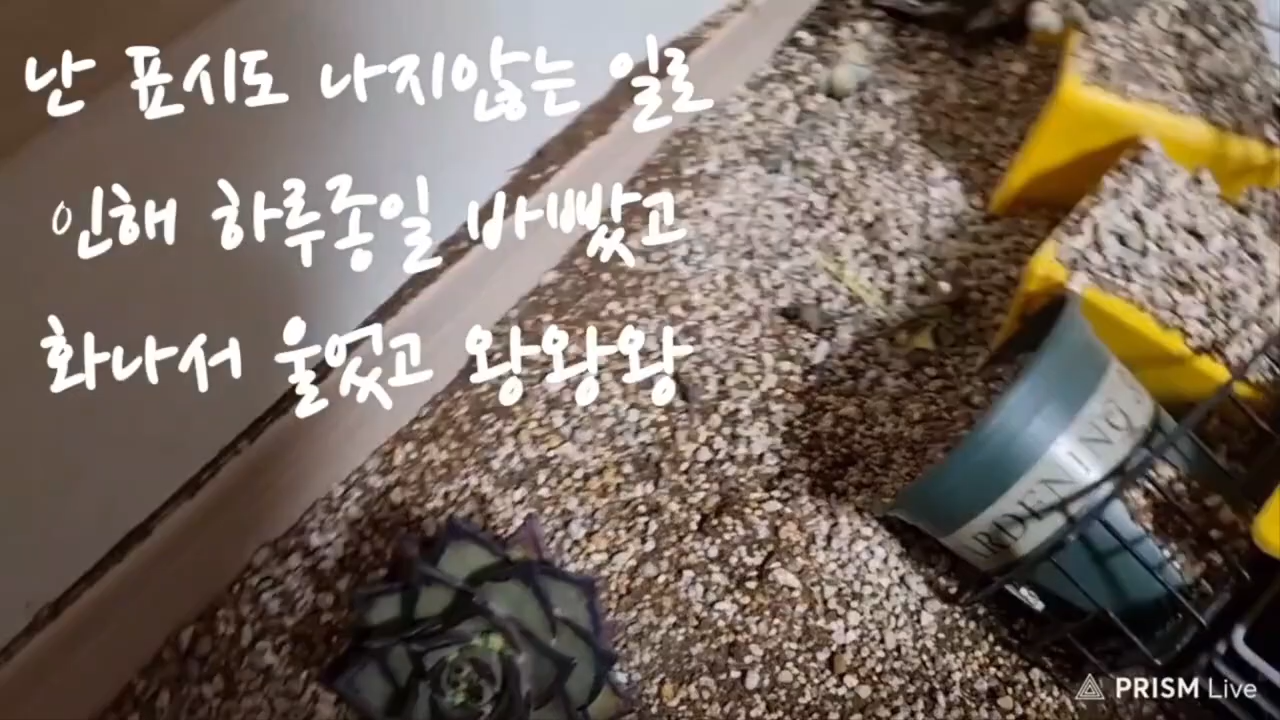 난 표시도 나지않는 일로
인해 하루종일 바빴고
화나서 울었고 왕왕왕
RDENING
PRISM Live